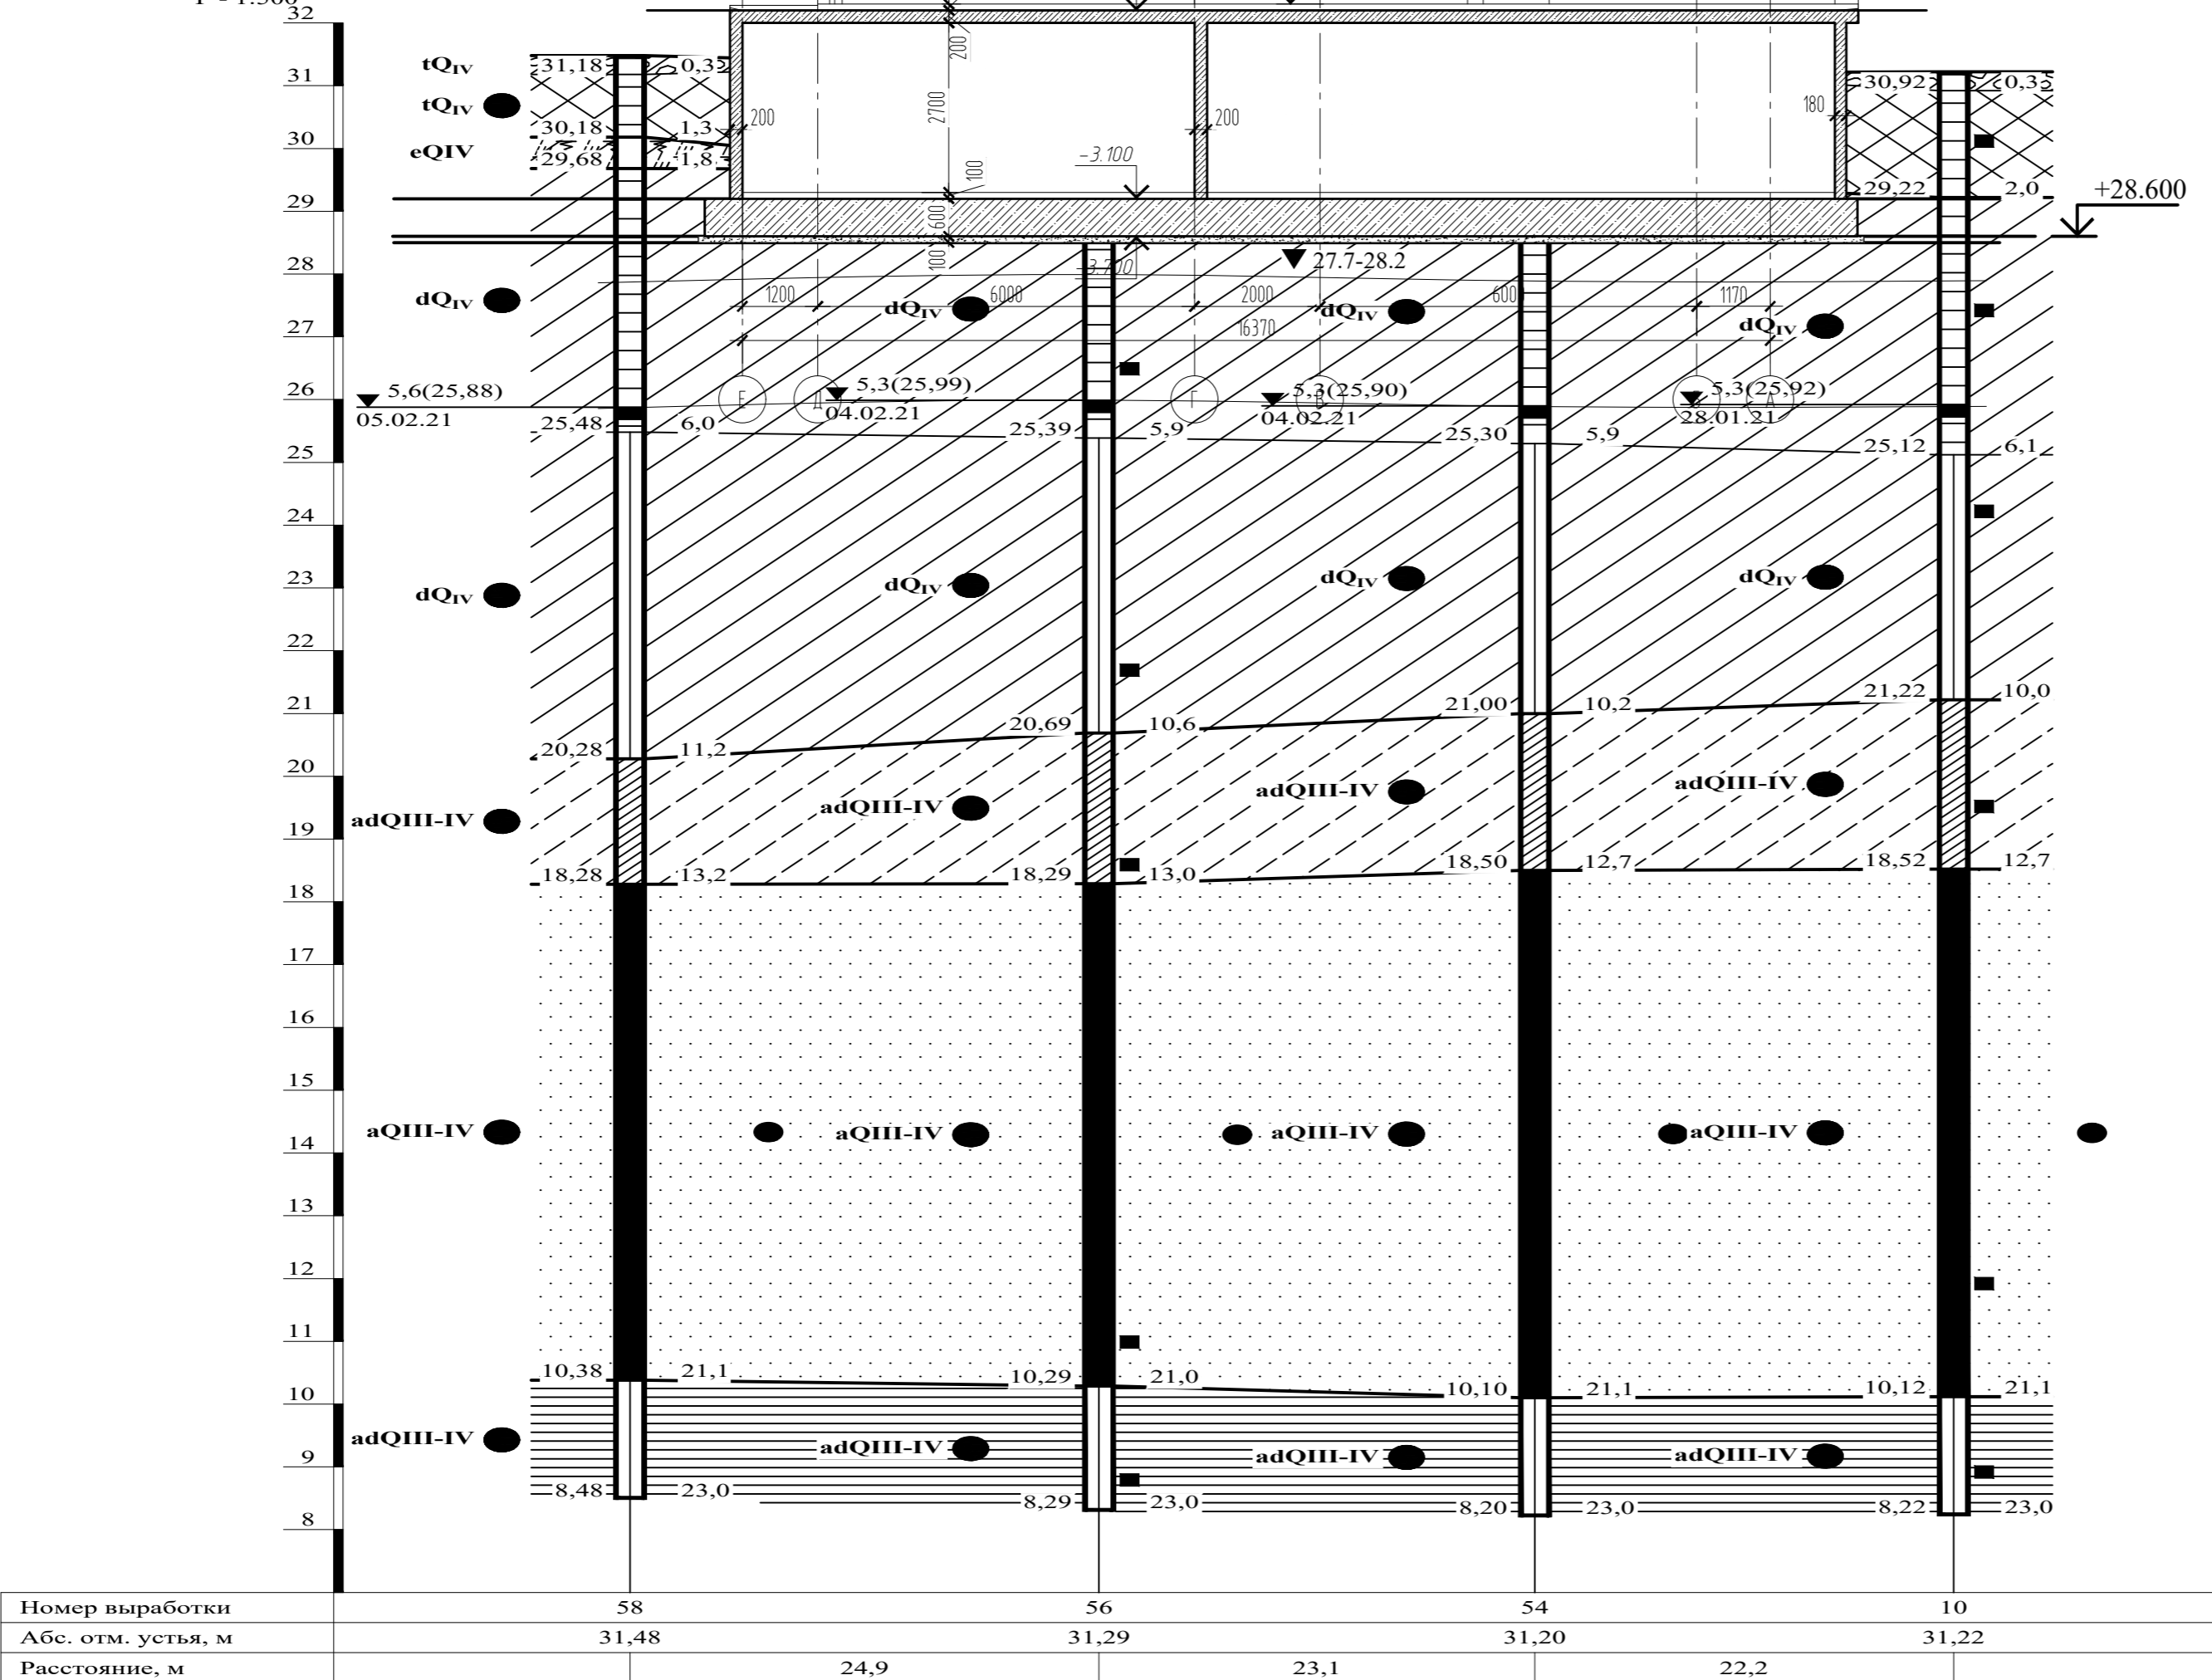 32
31
30
29
28
27
26
25
24
23
22
21
20
19
18
17
16
15
14
13
12
11
10
9
8
tQIV
31,18 0,3
30,92 0,3
tQIV
30,18 1,3
eQIV
29,68 1,8
29,22 2,0
200
2700
200
200
180
100
-3.100
600
100
-3.700
+28.600
27.7-28.2
dQIV
dQIV
dQIV
dQIV
1200 6000 2000 6000 1170
16370
Е Д Г В А
5,6(25,88)
05.02.21
5,3(25,99)
04.02.21
5,3(25,90)
04.02.21
5,3(25,92)
28.01.21
25,48 6,0 25,39 5,9 25,30 5,9 25,12 6,1
dQIV dQIV dQIV dQIV
20,28 11,2 20,69 10,6 21,00 10,2 21,22 10,0
adQIII-IV adQIII-IV adQIII-IV adQIII-IV
18,28 13,2 18,29 13,0 18,50 12,7 18,52 12,7
aQIII-IV aQIII-IV aQIII-IV aQIII-IV
10,38 21,1 10,29 21,0 10,10 21,1 10,12 21,1
adQIII-IV adQIII-IV adQIII-IV adQIII-IV
8,48 23,0 8,29 23,0 8,20 23,0 8,22 23,0
Номер выработки 58 56 54 10
Абс. отм. устья, м 31,48 31,29 31,20 31,22
Расстояние, м 24,9 23,1 22,2